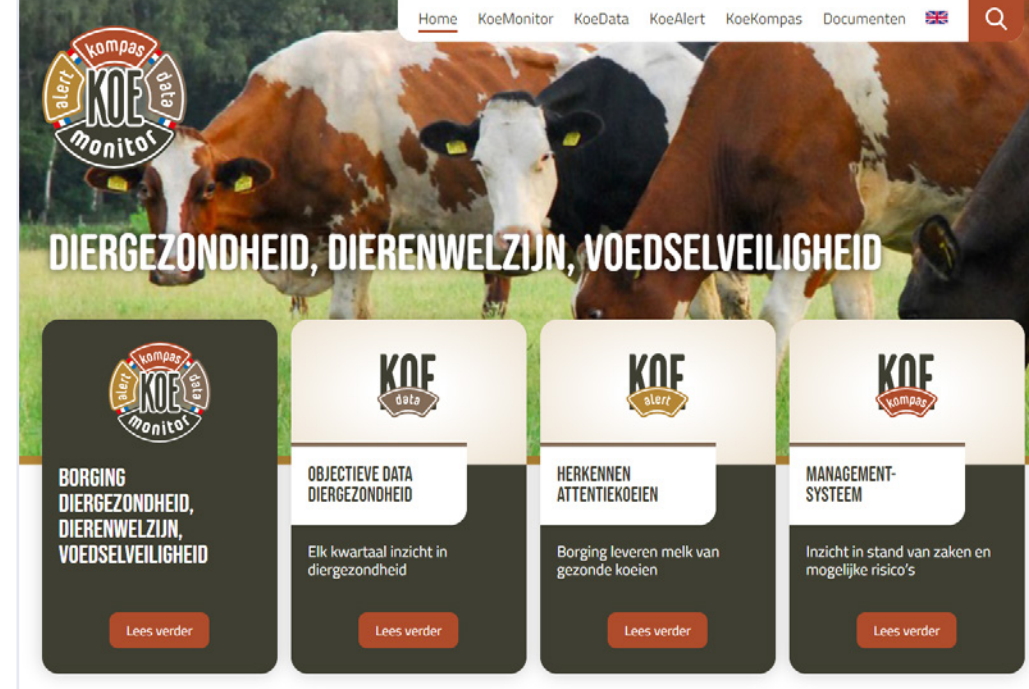 Home KoeMonitor KoeData KoeAlert KoeKompas Documenten
kompas
alert KOE data
monitor
DIERGEZONDHEID, DIERENWELZIJN, VOEDSELVEILIGHEID
kompas
alert KOE data
monitor
BORGING
DIERGEZONDHEID,
DIERENWELZIJN,
VOEDSELVEILIGHEID
Lees verder
KOE
data
OBJECTIEVE DATA
DIERGEZONDHEID
Elk kwartaal inzicht in
diergezondheid
Lees verder
KOE
alert
HERKENNEN
ATTENTIEKOEIEN
Borging leveren melk van
gezonde koeien
Lees verder
KOE
kompas
MANAGEMENT-
SYSTEEM
Inzicht in stand van zaken en
mogelijke risico's
Lees verder